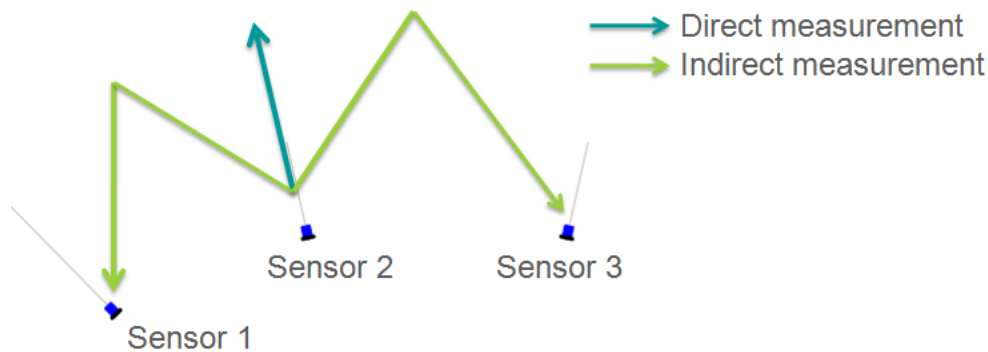 Direct measurement
Indirect measurement
Sensor 2
Sensor 3
Sensor 1